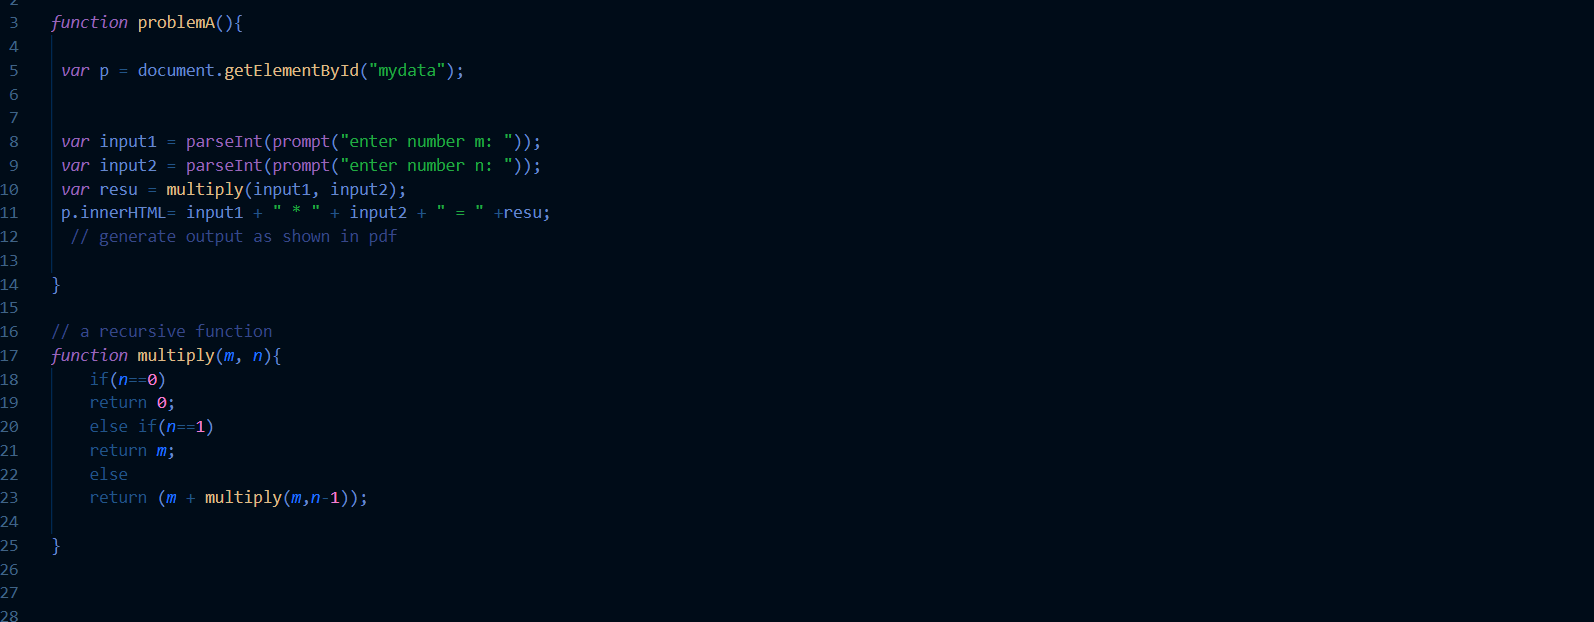 2
3 function problemA(){
4
5 var p = document.getElementById("mydata");
6
7
8 var input1 = parseInt(prompt("enter number m: "));
9 var input2 = parseInt(prompt("enter number n: "));
10 var resu = multiply(input1, input2);
11 p.innerHTML= input1 + " * " + input2 + " = " +resu;
12 // generate output as shown in pdf
13
14 }
15
16 // a recursive function
17 function multiply(m, n){
18 if(n==0)
19 return 0;
20 else if(n==1)
21 return m;
22 else
23 return (m + multiply(m,n-1));
24
25 }
26
27
28